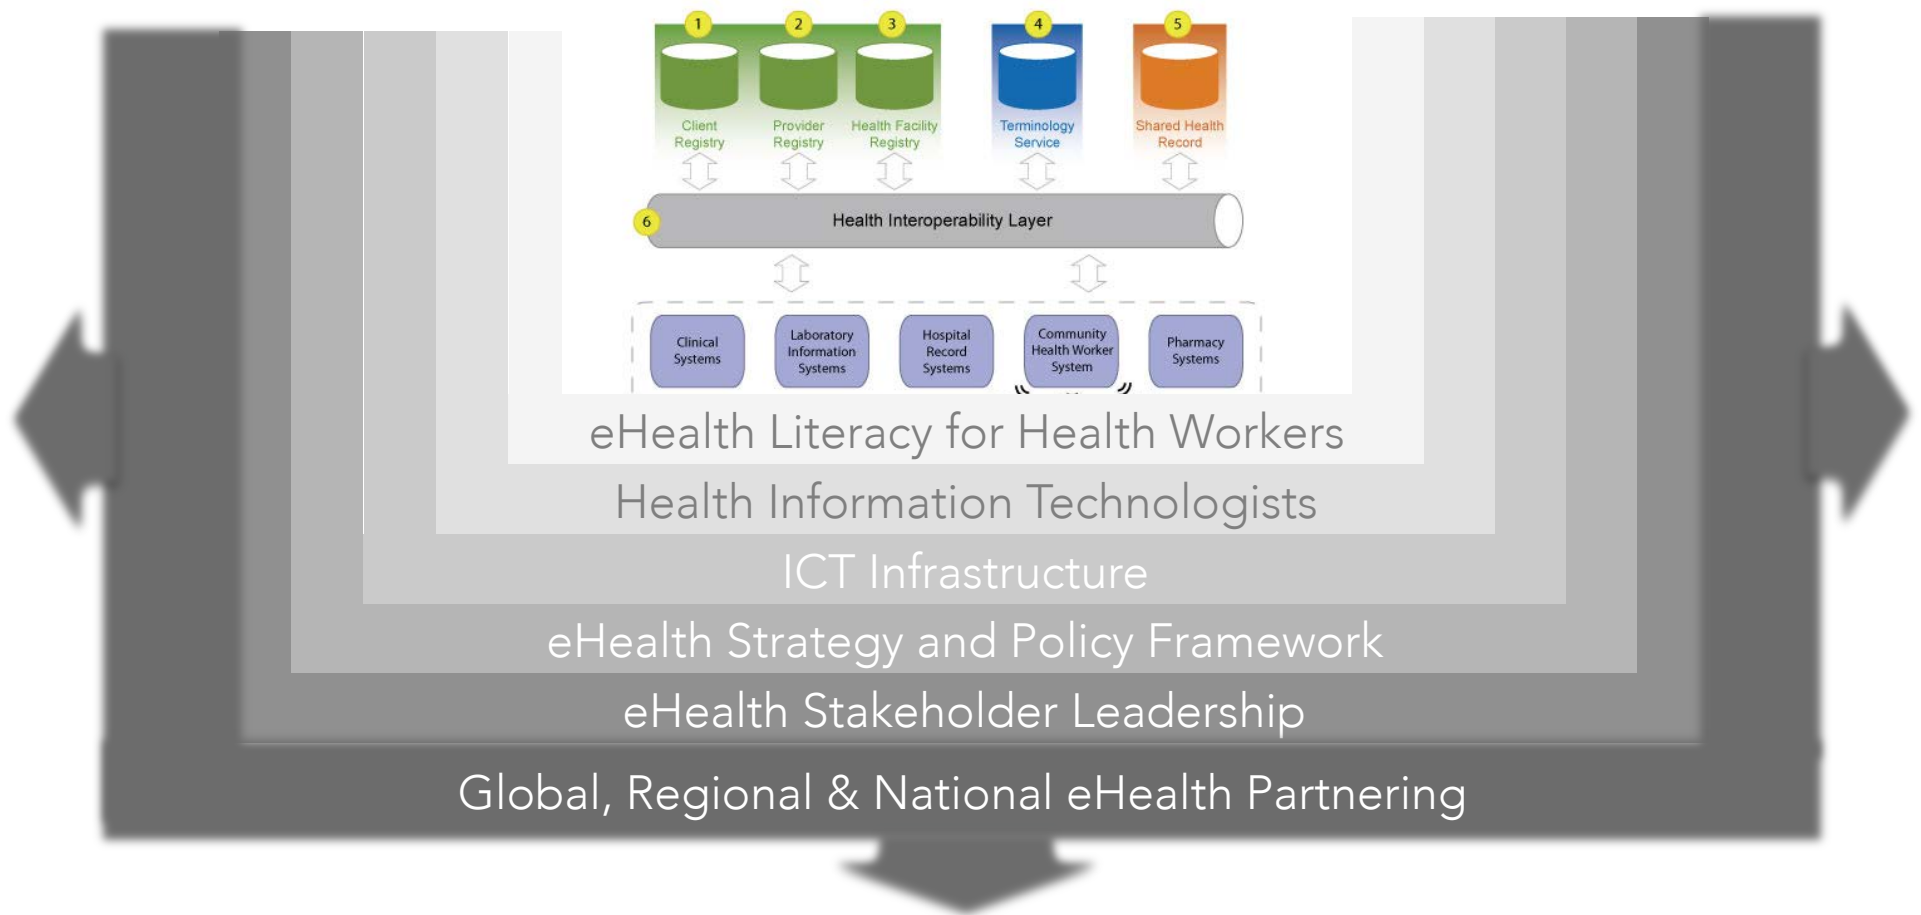 1
2
3
4
5
Client
Registry
Provider
Registry
Health Facility
Registry
Terminology
Service
Shared Health
Record
6
Health Interoperability Layer
Clinical
Systems
Laboratory
Information
Systems
Hospital
Record
Systems
Community
Health Worker
System
Pharmacy
Systems
eHealth Literacy for Health Workers
Health Information Technologists
ICT Infrastructure
eHealth Strategy and Policy Framework
eHealth Stakeholder Leadership
Global, Regional & National eHealth Partnering